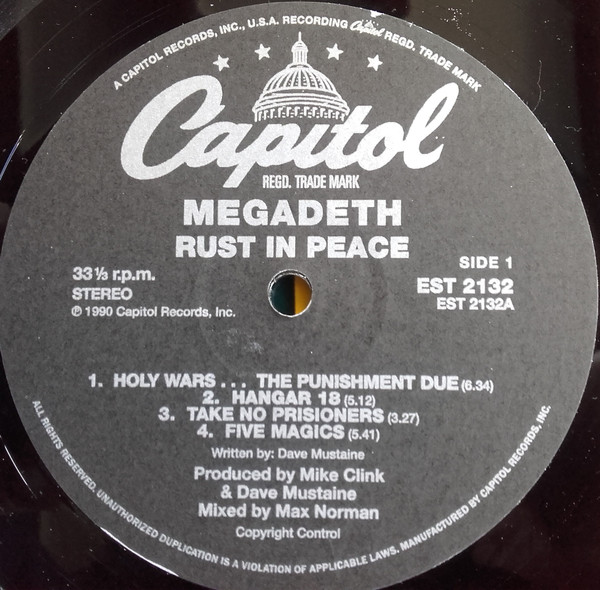 A CAPITOL RECORDS, INC., U.S.A. RECORDING Capitol REGD. TRADE MARK
Capitol
REGD. TRADE MARK
MEGADETH
RUST IN PEACE
SIDE 1
33⅓ r.p.m.
EST 2132
STEREO
EST 2132A
℗ 1990 Capitol Records, Inc.
1. HOLY WARS . . . THE PUNISHMENT DUE (6.34)
2. HANGAR 18 (5.12)
3. TAKE NO PRISIONERS (3.27)
4. FIVE MAGICS (5.41)
Written by: Dave Mustaine
Produced by Mike Clink
& Dave Mustaine
Mixed by Max Norman
Copyright Control
ALL RIGHTS RESERVED. UNAUTHORIZED DUPLICATION IS A VIOLATION OF APPLICABLE LAWS. MANUFACTURED BY CAPITOL RECORDS, INC.